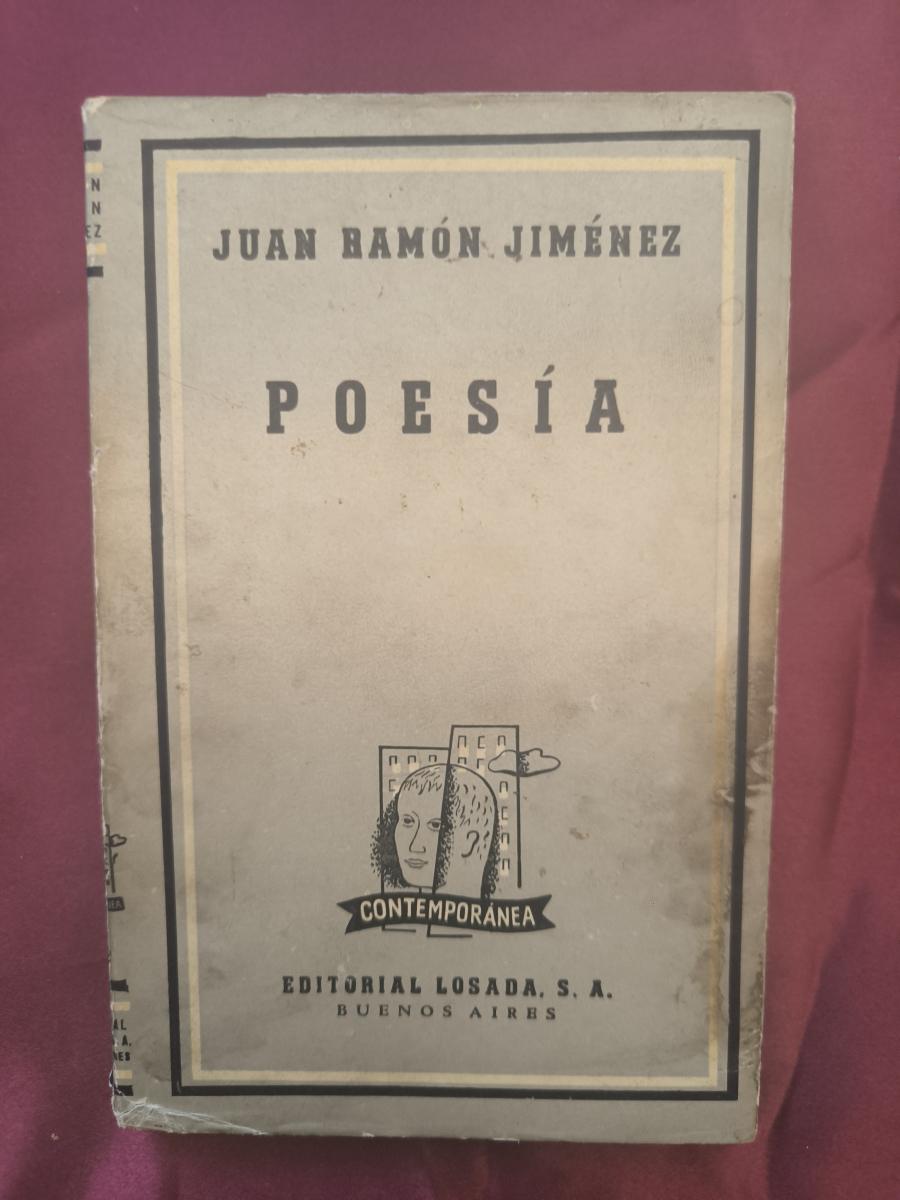 JUAN RAMÓN JIMÉNEZ
POESÍA
CONTEMPORÁNEA
EDITORIAL LOSADA, S. A.
BUENOS AIRES